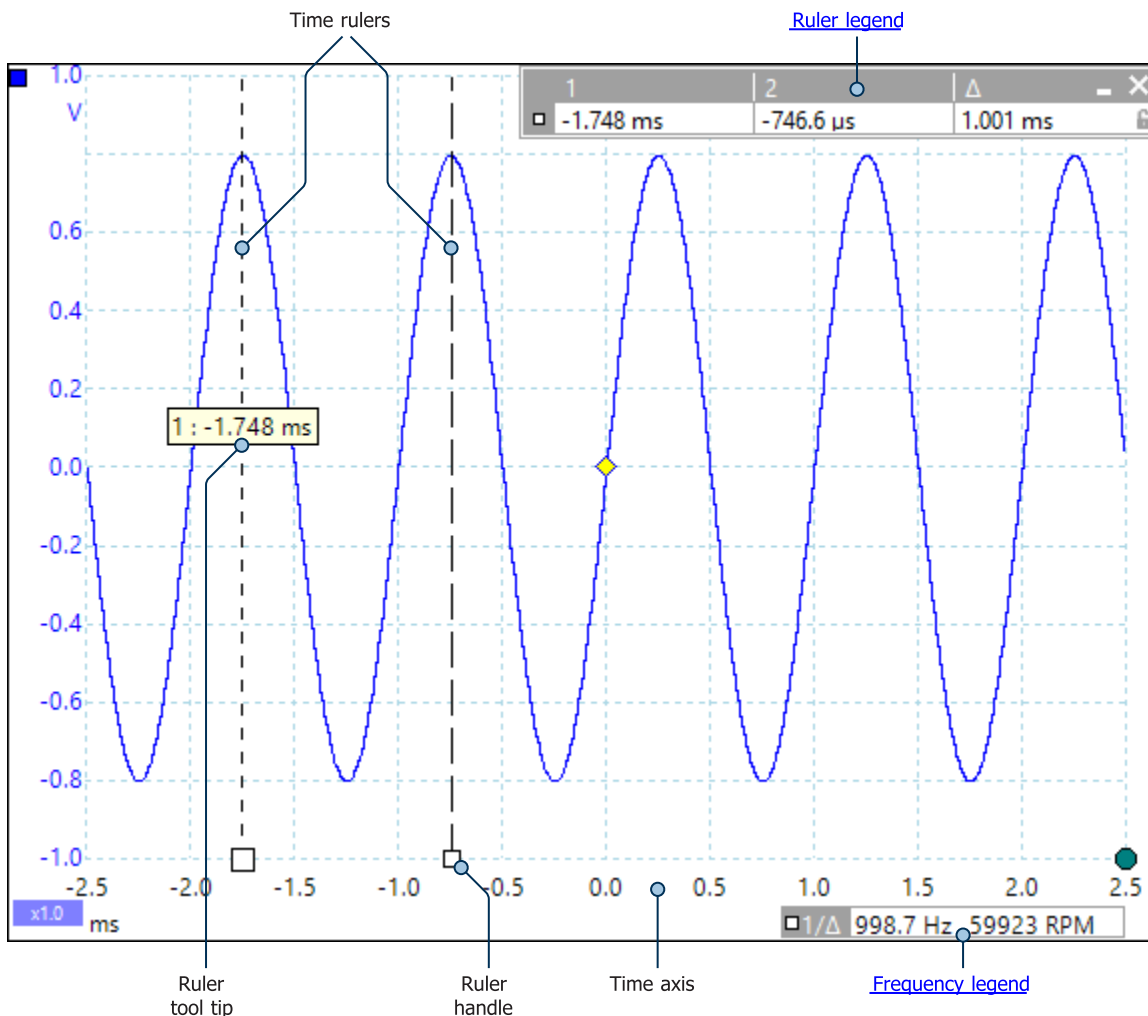 Time rulers
Ruler legend
1.0
V
1 2 Δ
-1.748 ms -746.6 µs 1.001 ms
0.6
0.4
0.2
1 : -1.748 ms
0.0
-0.2
-0.4
-0.6
-0.8
-1.0
-2.5 -2.0 -1.5 -1.0 -0.5 0.0 0.5 1.0 1.5 2.0 2.5
x1.0 ms
1/Δ 998.7 Hz 59923 RPM
Ruler
tool tip
Ruler
handle
Time axis
Frequency legend